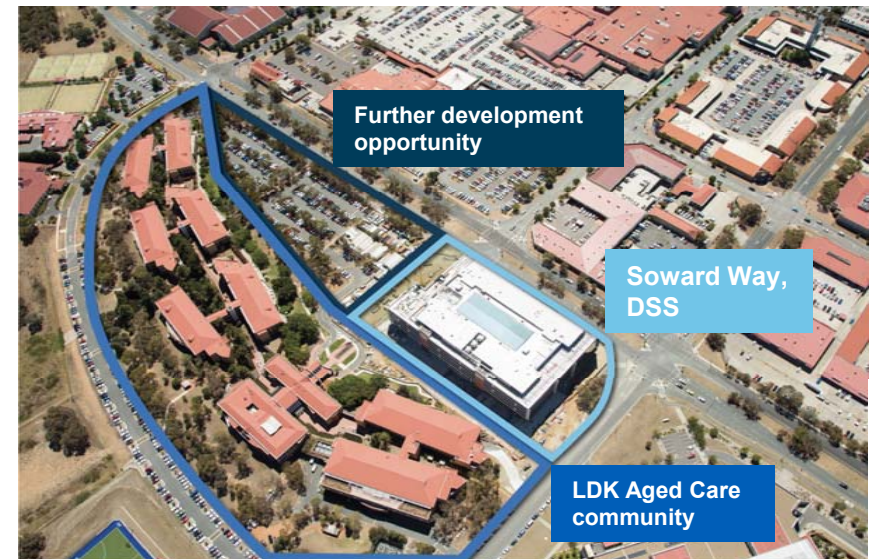 Further development
opportunity
Soward Way,
DSS
LDK Aged Care
community